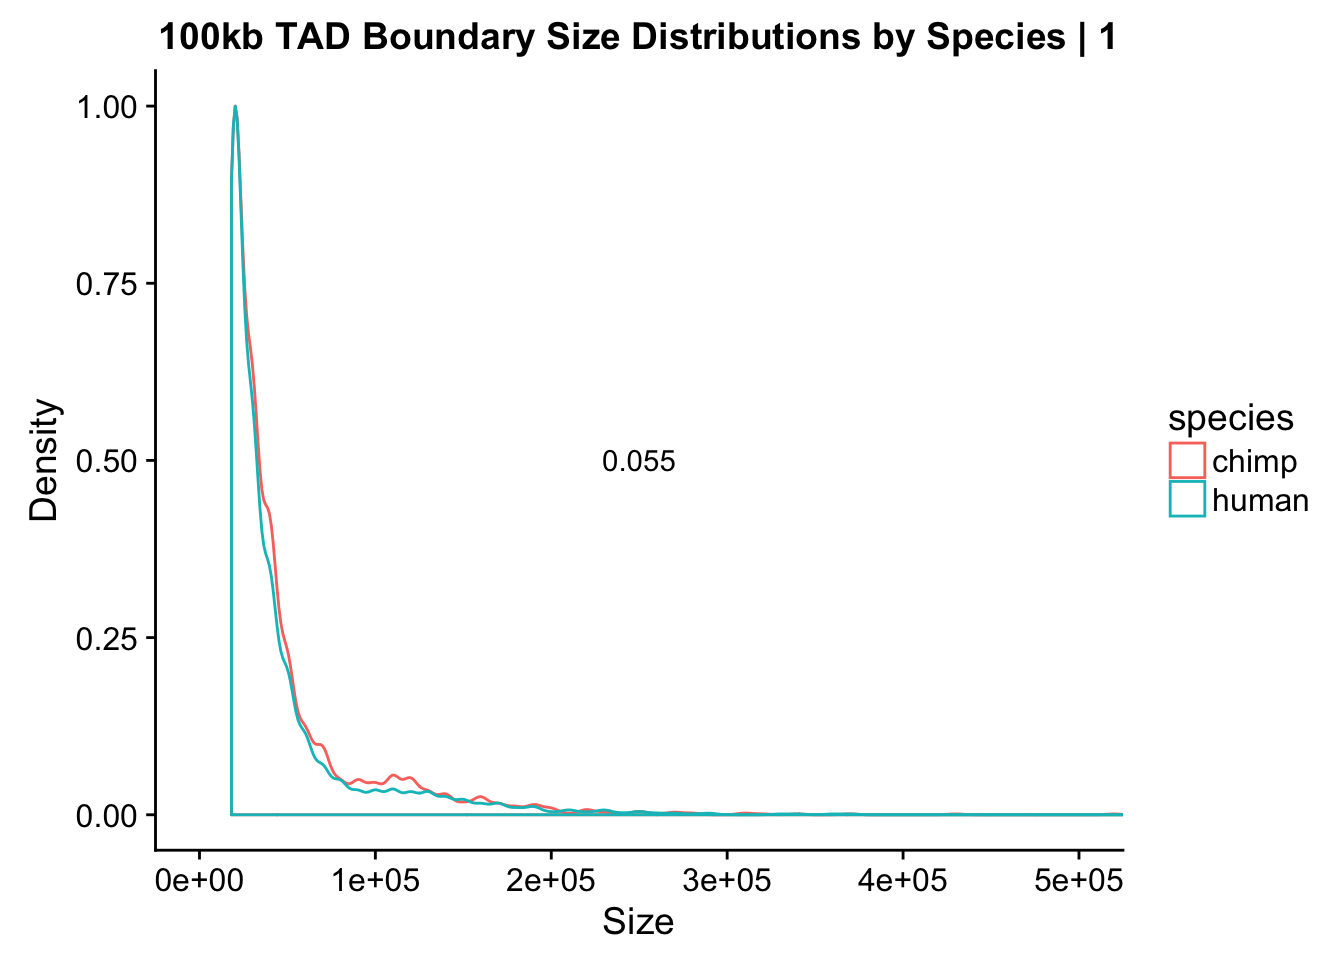 100kb TAD Boundary Size Distributions by Species | 1
1.00
0.75
0.50
0.25
0.00
Density
0.055
species
chimp
human
0e+00 1e+05 2e+05 3e+05 4e+05 5e+05
Size